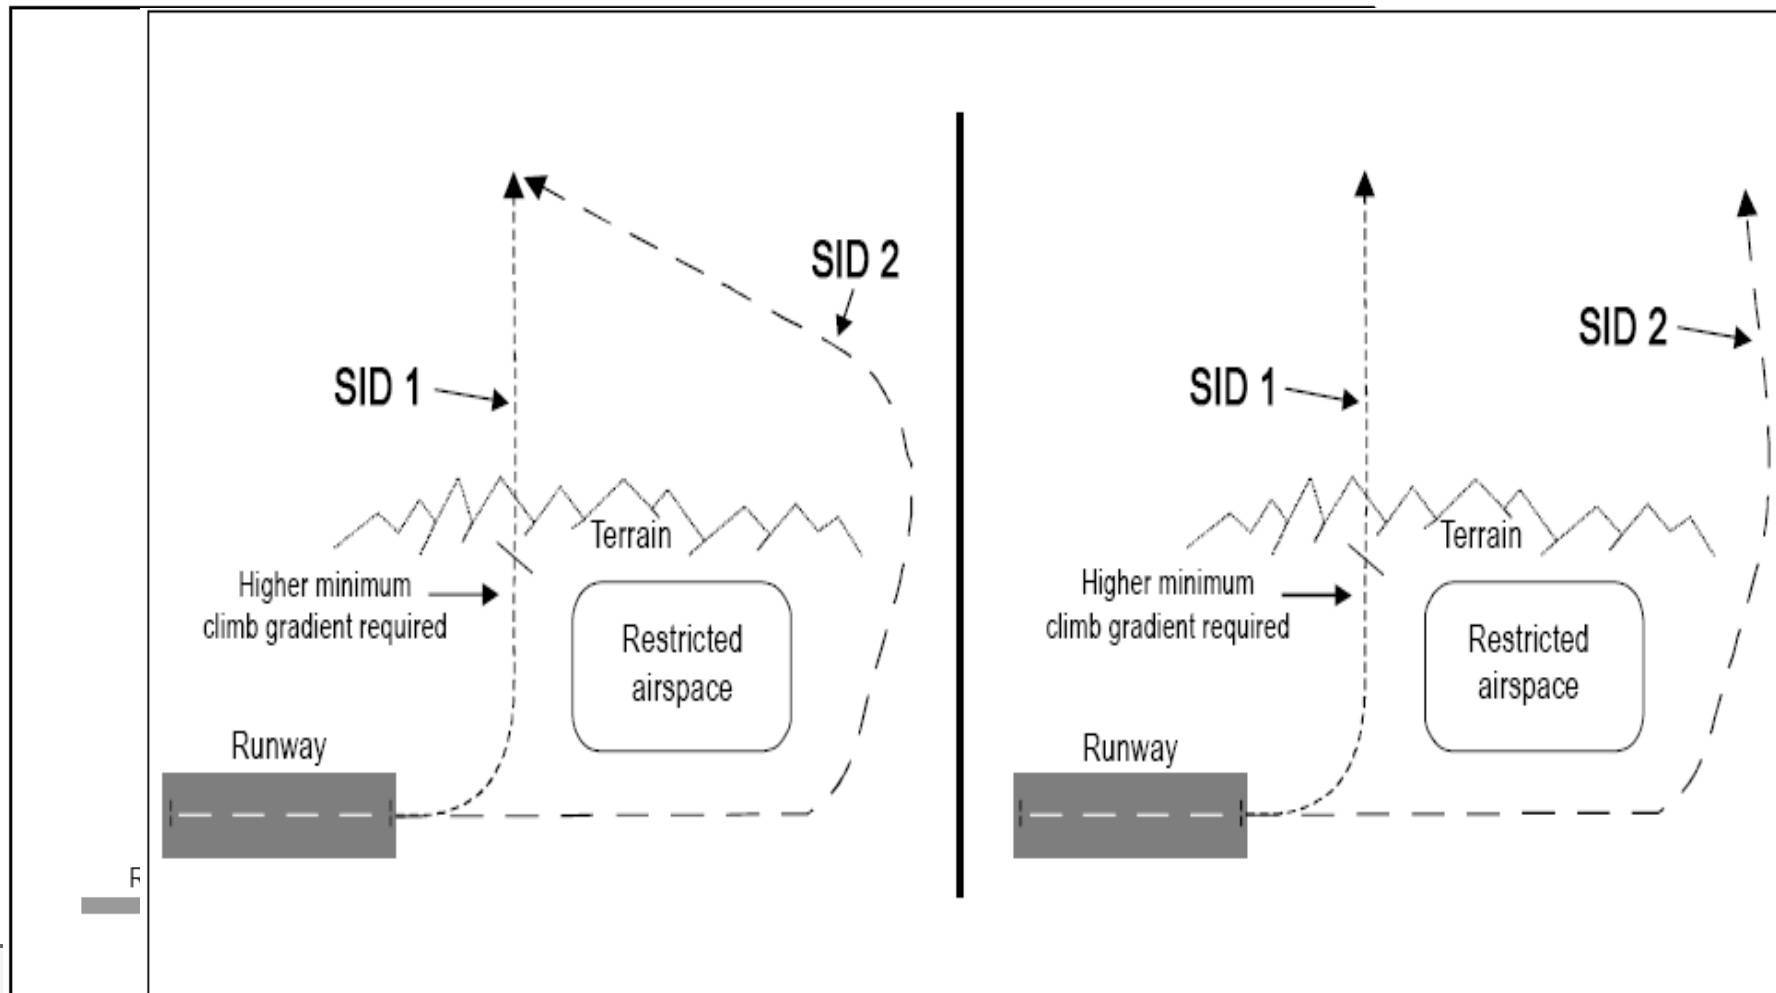 SID 2
SID 1
Terrain
Higher minimum
climb gradient required
Restricted
airspace
Runway
SID 2
SID 1
Terrain
Higher minimum
climb gradient required
Restricted
airspace
Runway